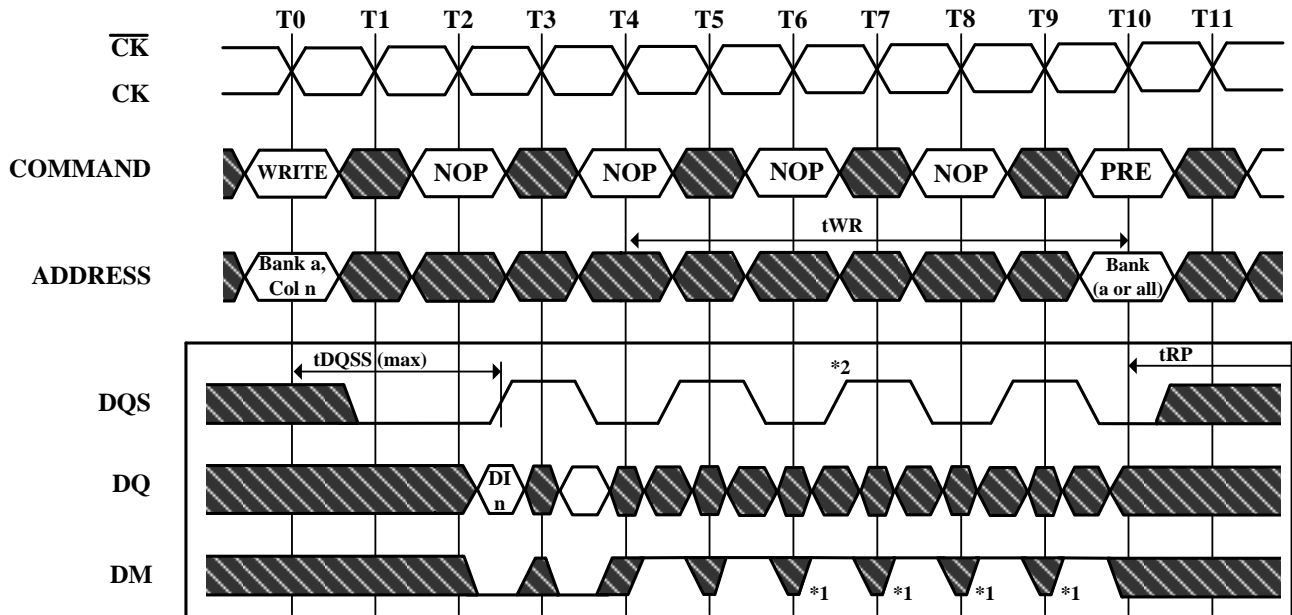 T0 T1 T2 T3 T4 T5 T6 T7 T8 T9 T10 T11
CK
CK
COMMAND WRITE NOP NOP NOP NOP PRE
tWR
ADDRESS Bank a, Bank
Col n (a or all)
tDQSS (max) *2 tRP
DQS
DQ DI
n
DM *1 *1 *1 *1